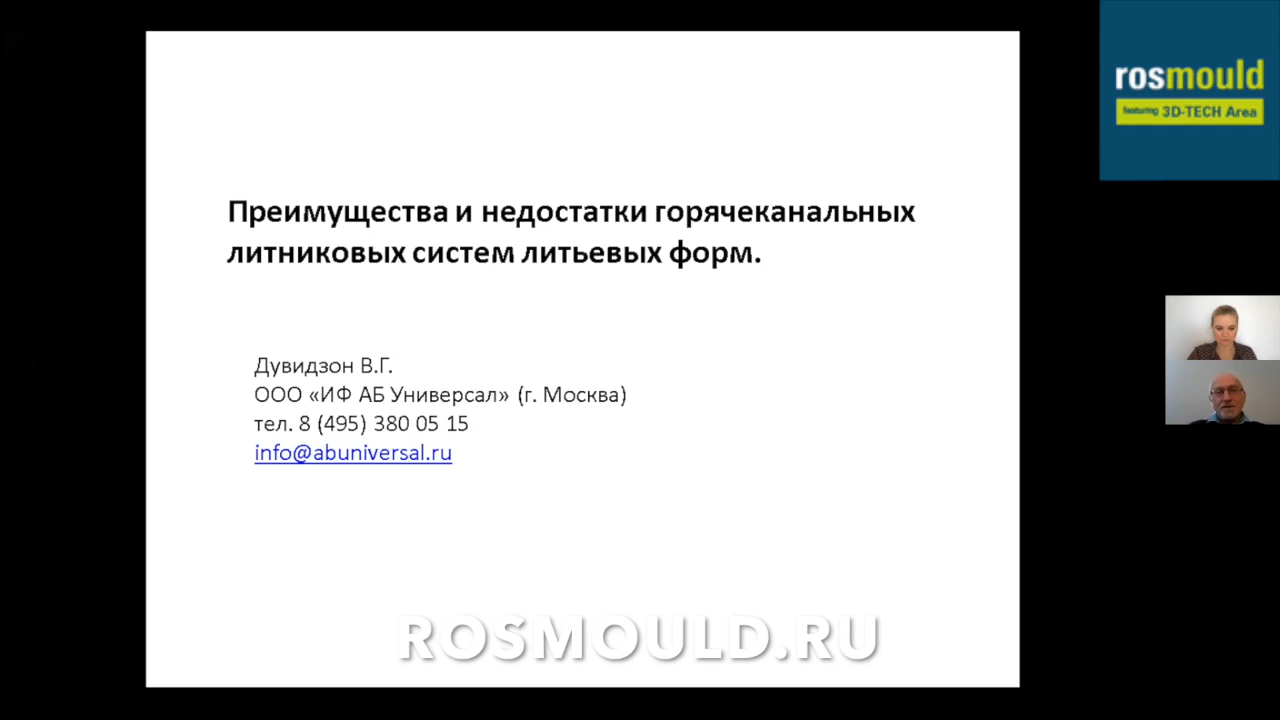 rosmould
featuring 3D-TECH Area
Преимущества и недостатки горячеканальных
литниковых систем литьевых форм.
Дувидзон В.Г.
ООО «ИФ АБ Универсал» (г. Москва)
тел. 8 (495) 380 05 15
info@abuniversal.ru
ROSMOULD.RU